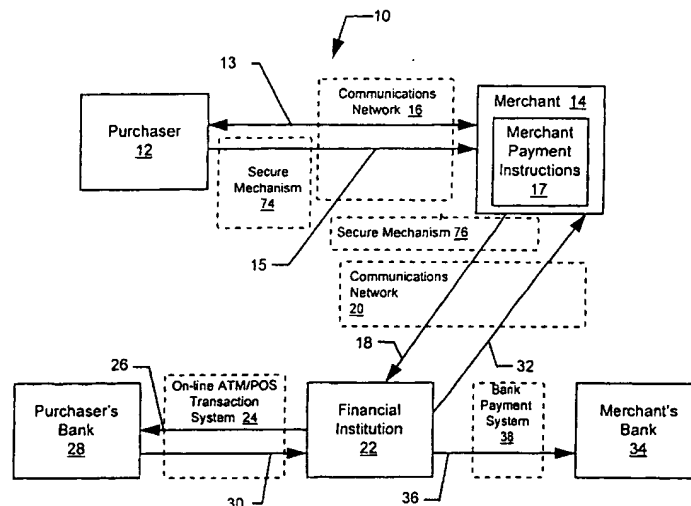 10
13
Communications
Network 16
Merchant 14
Purchaser
12
Merchant
Payment
Instructions
17
Secure
Mechanism
74
15
Secure Mechanism 76
Communications
Network
20
18
32
26
On-line ATM/POS
Transaction
System 24
Bank
Payment
System
38
Purchaser's
Bank
28
Financial
Institution
22
Merchant's
Bank
34
30
36